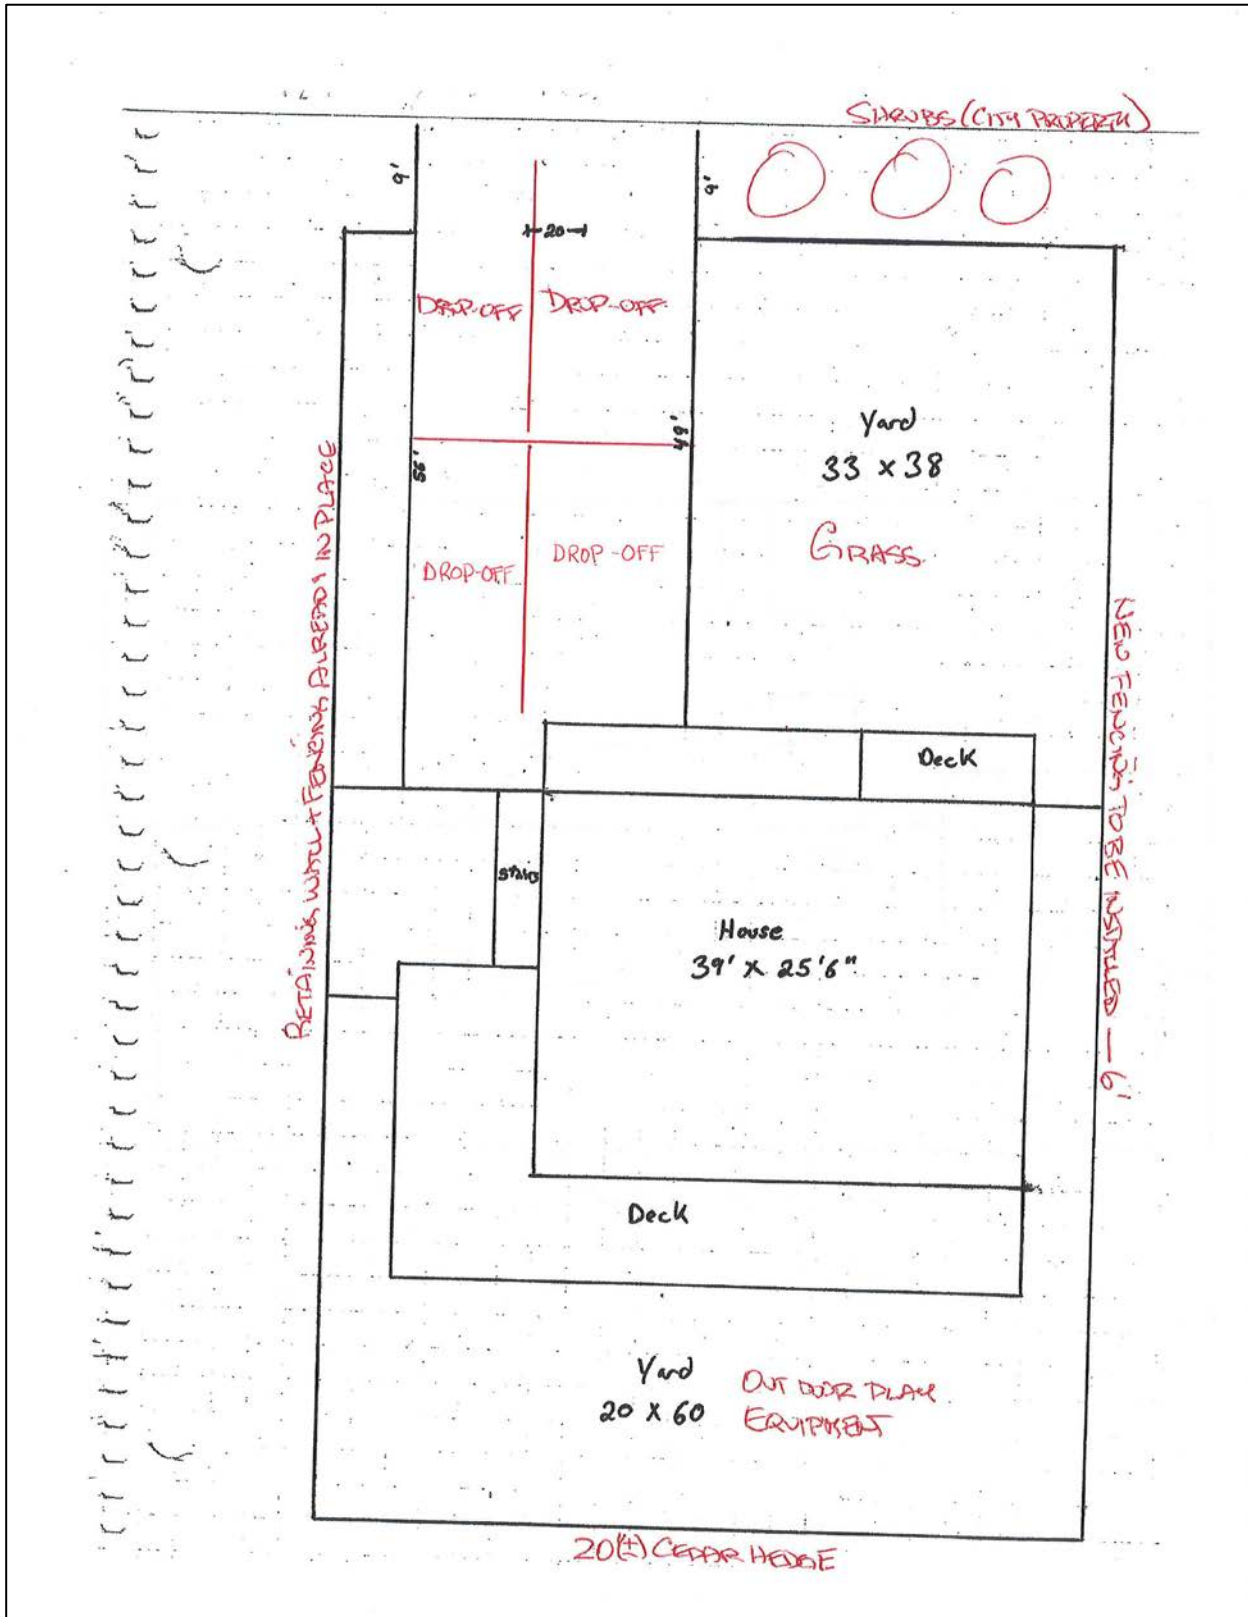 SHRUBS (CITY PROPERTY)
9'
9'
20
DROP-OFF
DROP-OFF
Yard
33 x 38
GRASS
56'
49'
DROP-OFF
DROP-OFF
RETAINING WALL + FENCING ALREADY IN PLACE
NEW FENCING TO BE INSTALLED — 6'
Deck
stairs
House
39' x 25'6"
Deck
Yard
20 x 60
OUT DOOR PLAY
EQUIPMENT
20(±) CEDAR HEDGE